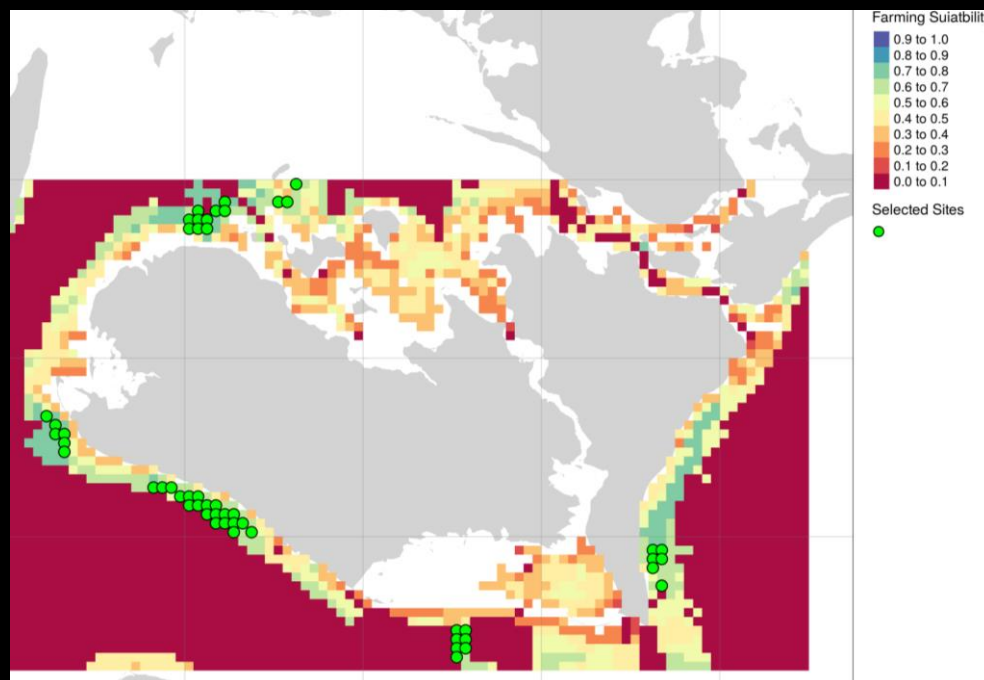 Farming Suiatbilit
0.9 to 1.0
0.8 to 0.9
0.7 to 0.8
0.6 to 0.7
0.5 to 0.6
0.4 to 0.5
0.3 to 0.4
0.2 to 0.3
0.1 to 0.2
0.0 to 0.1
Selected Sites